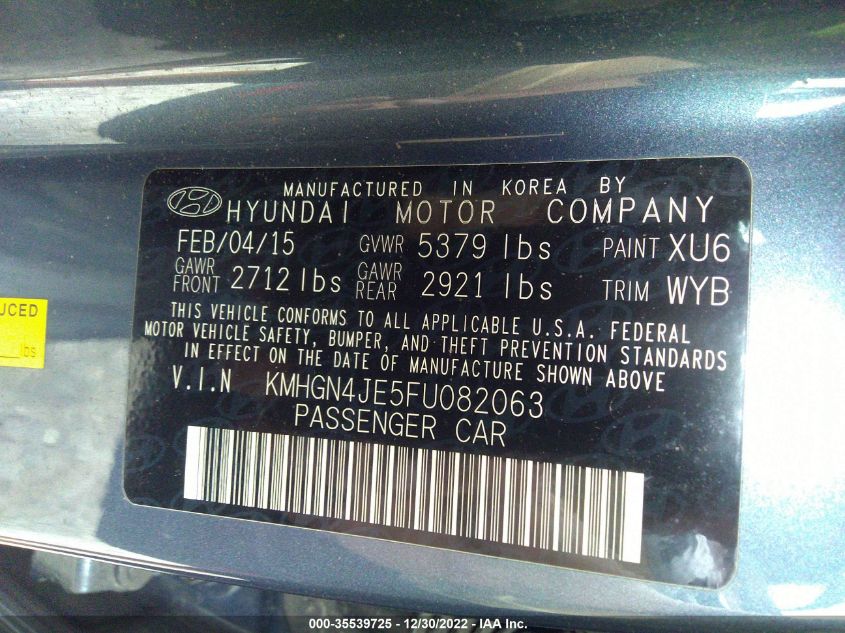 MANUFACTURED IN KOREA BY
HYUNDAI MOTOR COMPANY
FEB/04/15 GVWR 5379 lbs PAINT XU6
GAWR FRONT 2712 lbs GAWR REAR 2921 lbs TRIM WYB
THIS VEHICLE CONFORMS TO ALL APPLICABLE U.S.A. FEDERAL
MOTOR VEHICLE SAFETY, BUMPER, AND THEFT PREVENTION STANDARDS
IN EFFECT ON THE DATE OF MANUFACTURE SHOWN ABOVE
V.I.N KMHGN4JE5FU082063
PASSENGER CAR
UCED
lbs
000-35539725 - 12/30/2022 - IAA Inc.